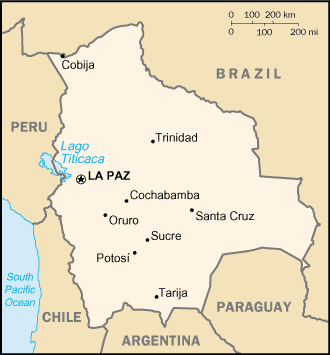 0 100 200 km
0 100 200 mi
Cobija
BRAZIL
PERU
Trinidad
Lago
Titicaca
LA PAZ
Cochabamba
Oruro
Santa Cruz
Sucre
Potosí
South
Pacific
Ocean
Tarija
PARAGUAY
CHILE
ARGENTINA